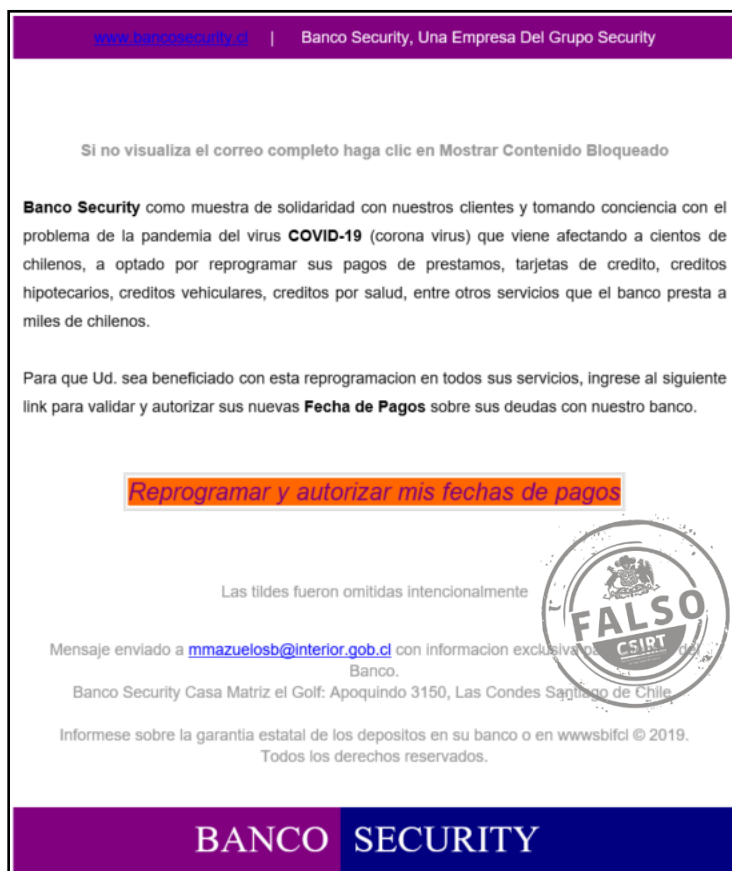 www.bancosecurity.cl | Banco Security, Una Empresa Del Grupo Security
Si no visualiza el correo completo haga clic en Mostrar Contenido Bloqueado
Banco Security como muestra de solidaridad con nuestros clientes y tomando conciencia con el
problema de la pandemia del virus COVID-19 (corona virus) que viene afectando a cientos de
chilenos, a optado por reprogramar sus pagos de prestamos, tarjetas de credito, creditos
hipotecarios, creditos vehiculares, creditos por salud, entre otros servicios que el banco presta a
miles de chilenos.
Para que Ud. sea beneficiado con esta reprogramacion en todos sus servicios, ingrese al siguiente
link para validar y autorizar sus nuevas Fecha de Pagos sobre sus deudas con nuestro banco.
Reprogramar y autorizar mis fechas de pagos
Las tildes fueron omitidas intencionalmente
FALSO
CSIRT
Mensaje enviado a mmazuelosb@interior.gob.cl con informacion exclusiva
Banco.
Banco Security Casa Matriz el Golf: Apoquindo 3150, Las Condes Santiago de Chile
Informese sobre la garantia estatal de los depositos en su banco o en wwwsbifcl © 2019.
Todos los derechos reservados.
BANCO SECURITY